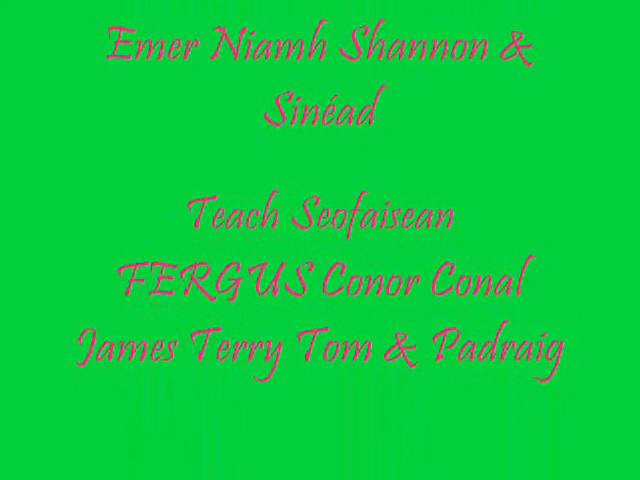 Emer Niamh Shannon &
Sinéad
Teach Seofaisean
FERGUS Conor Conal
James Terry Tom & Padraig